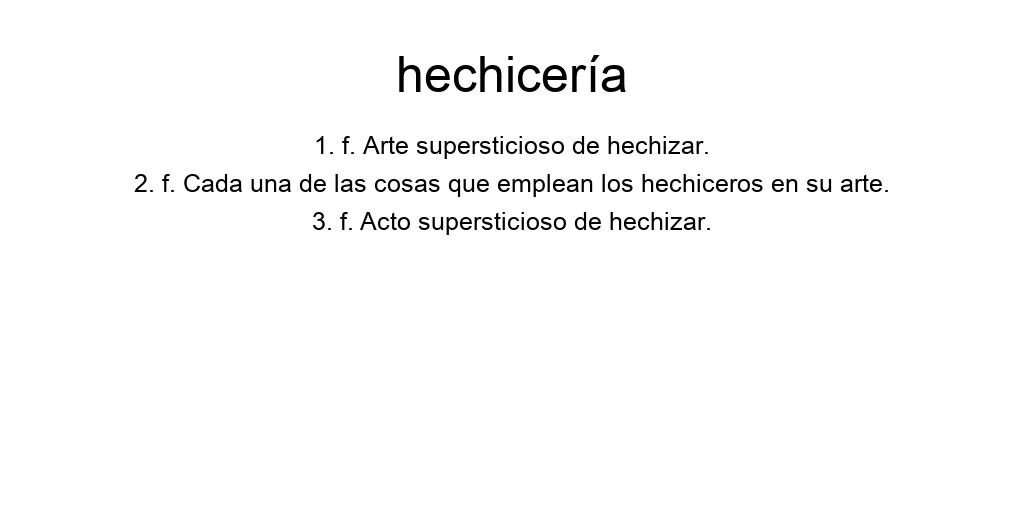 hechicería
1. f. Arte supersticioso de hechizar.
2. f. Cada una de las cosas que emplean los hechiceros en su arte.
3. f. Acto supersticioso de hechizar.